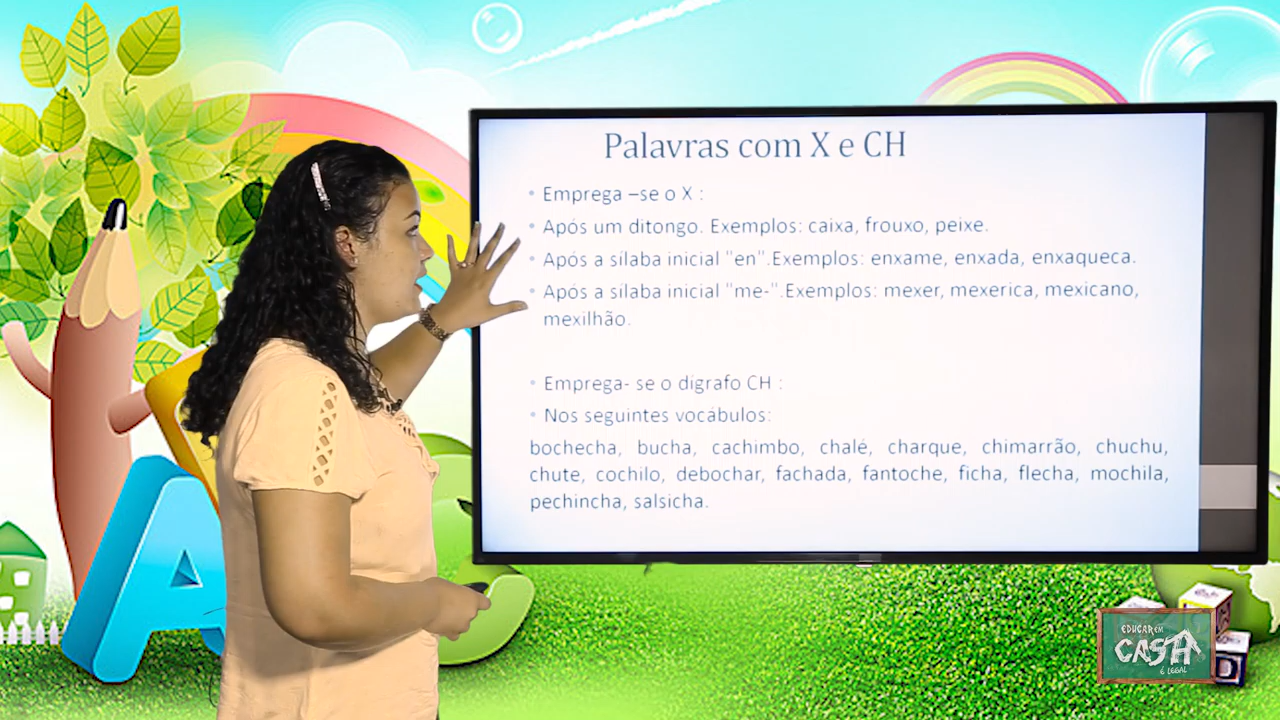 Palavras com X e CH
• Emprega –se o X :
• Após um ditongo. Exemplos: caixa, frouxo, peixe.
• Após a sílaba inicial "en".Exemplos: enxame, enxada, enxaqueca.
• Após a sílaba inicial "me-".Exemplos: mexer, mexerica, mexicano,
mexilhão.
• Emprega- se o dígrafo CH :
• Nos seguintes vocábulos:
bochecha, bucha, cachimbo, chalé, charque, chimarrão, chuchu,
chute, cochilo, debochar, fachada, fantoche, ficha, flecha, mochila,
pechincha, salsicha.
A
EDUCAR EM
CASA
É LEGAL